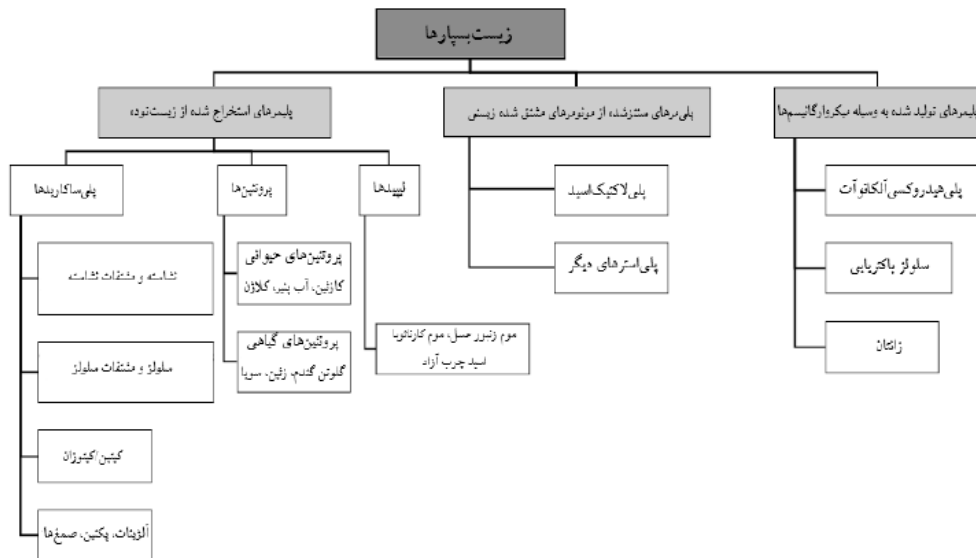 زیست‌بسپارها
پلیمرهای تولید شده به وسیله میکروارگانیسم‌ها
پلی‌مرهای سنتزشده از مونومرهای مشتق شده زیستی
پلیمرهای استخراج شده از زیست‌توده
پلی‌هیدروکسی‌آلکانوآت
سلولز باکتریایی
زانتان
پلی‌لاکتیک‌اسید
پلی‌استرهای دیگر
لیپیدها
موم زنبور عسل، موم کارنائوبا
اسید چرب آزاد
پروتئین‌ها
پروتئین‌های حیوانی
کازئین، آب پنیر، کلاژن
پروتئین‌های گیاهی
گلوتن گندم، زئین، سویا
پلی‌ساکاریدها
نشاسته و مشتقات نشاسته
سلولز و مشتقات سلولز
کیتین/کیتوزان
آلژینات، پکتین، صمغ‌ها